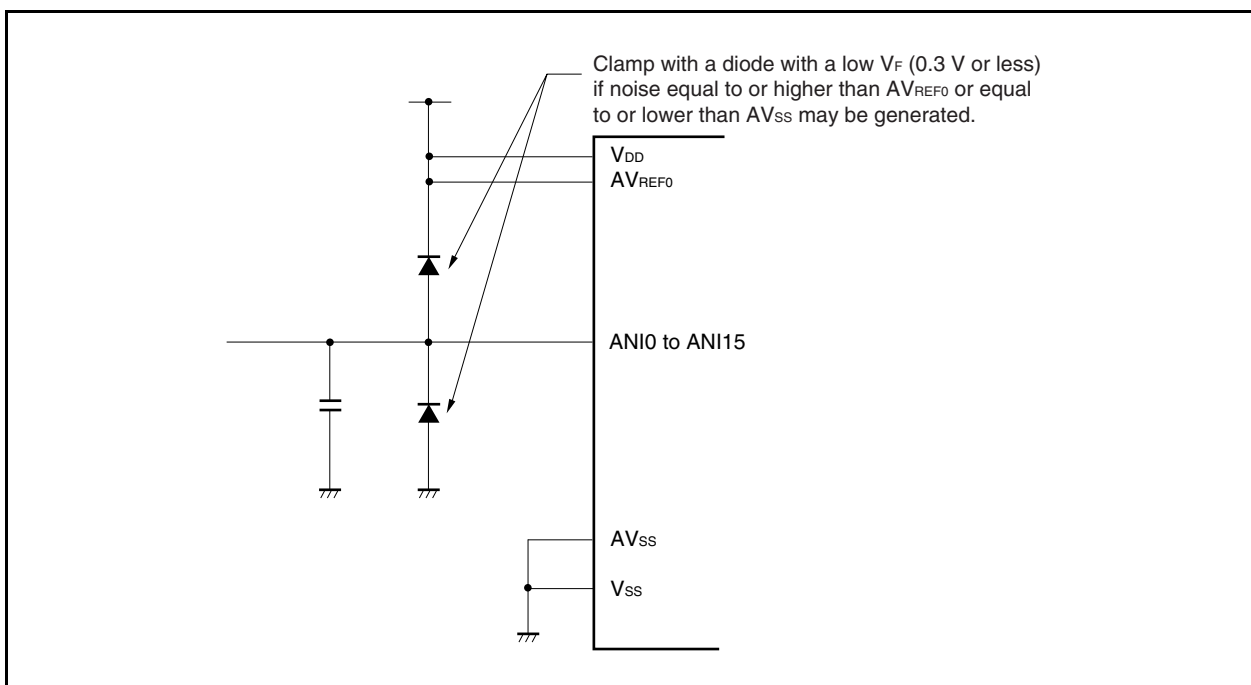 Clamp with a diode with a low VF (0.3 V or less)
if noise equal to or higher than AVREF0 or equal
to or lower than AVSS may be generated.
VDD
AVREF0
ANI0 to ANI15
AVSS
VSS